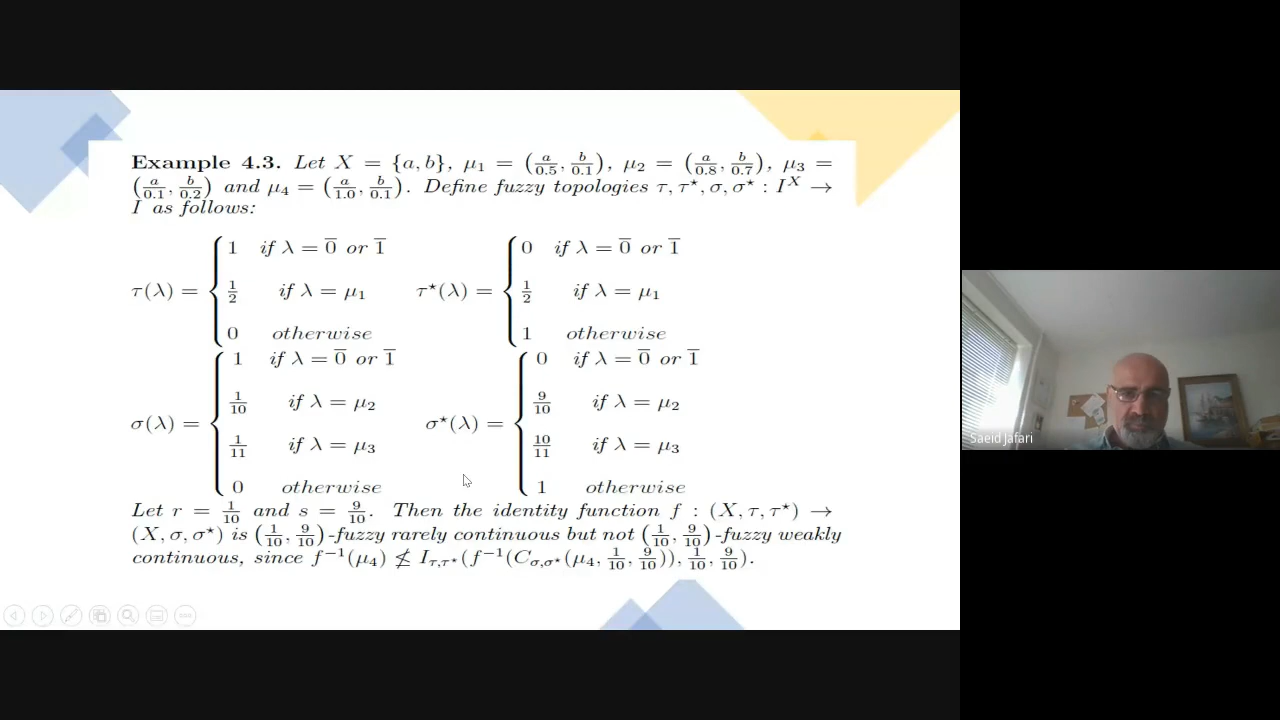 Example 4.3. Let X = {a, b}, μ₁ = (a/0.5, b/0.1), μ₂ = (a/0.8, b/0.7), μ₃ =
(a/0.1, b/0.2) and μ₄ = (a/1.0, b/0.1). Define fuzzy topologies τ, τ⋆, σ, σ⋆ : I^X →
I as follows:
τ(λ) = { 1 if λ = 0̅ or 1̅
1/2 if λ = μ₁
0 otherwise
τ⋆(λ) = { 0 if λ = 0̅ or 1̅
1/2 if λ = μ₁
1 otherwise
σ(λ) = { 1 if λ = 0̅ or 1̅
1/10 if λ = μ₂
1/11 if λ = μ₃
0 otherwise
σ⋆(λ) = { 0 if λ = 0̅ or 1̅
9/10 if λ = μ₂
10/11 if λ = μ₃
1 otherwise
Let r = 1/10 and s = 9/10. Then the identity function f : (X, τ, τ⋆) →
(X, σ, σ⋆) is (1/10, 9/10)-fuzzy rarely continuous but not (1/10, 9/10)-fuzzy weakly
continuous, since f⁻¹(μ₄) ≰ I_τ,τ⋆(f⁻¹(C_σ,σ⋆(μ₄, 1/10, 9/10)), 1/10, 9/10).
Saeid Jafari